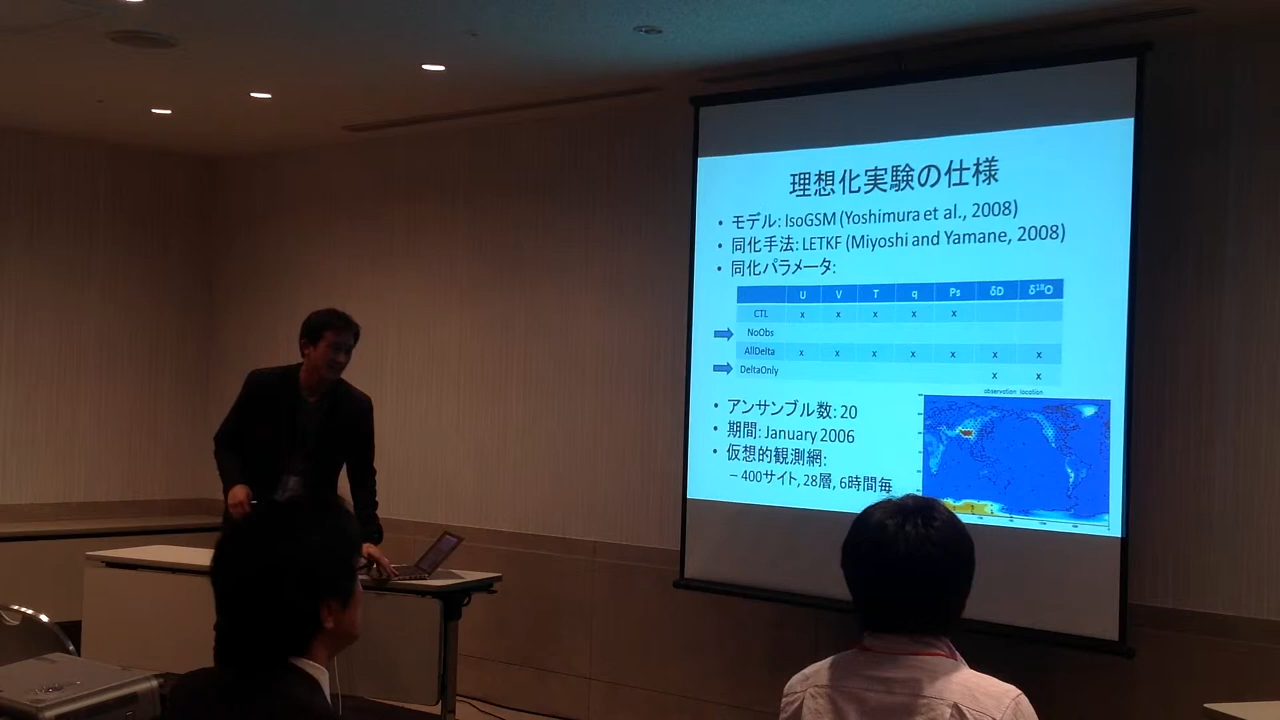 理想化実験の仕様
• モデル: IsoGSM (Yoshimura et al., 2008)
• 同化手法: LETKF (Miyoshi and Yamane, 2008)
• 同化パラメータ:
U V T q Ps δD δ¹⁸O
CTL x x x x x
NoObs
AllDelta x x x x x x x
DeltaOnly x x
observation location
• アンサンブル数: 20
• 期間: January 2006
• 仮想的観測網:
– 400サイト, 28層, 6時間毎